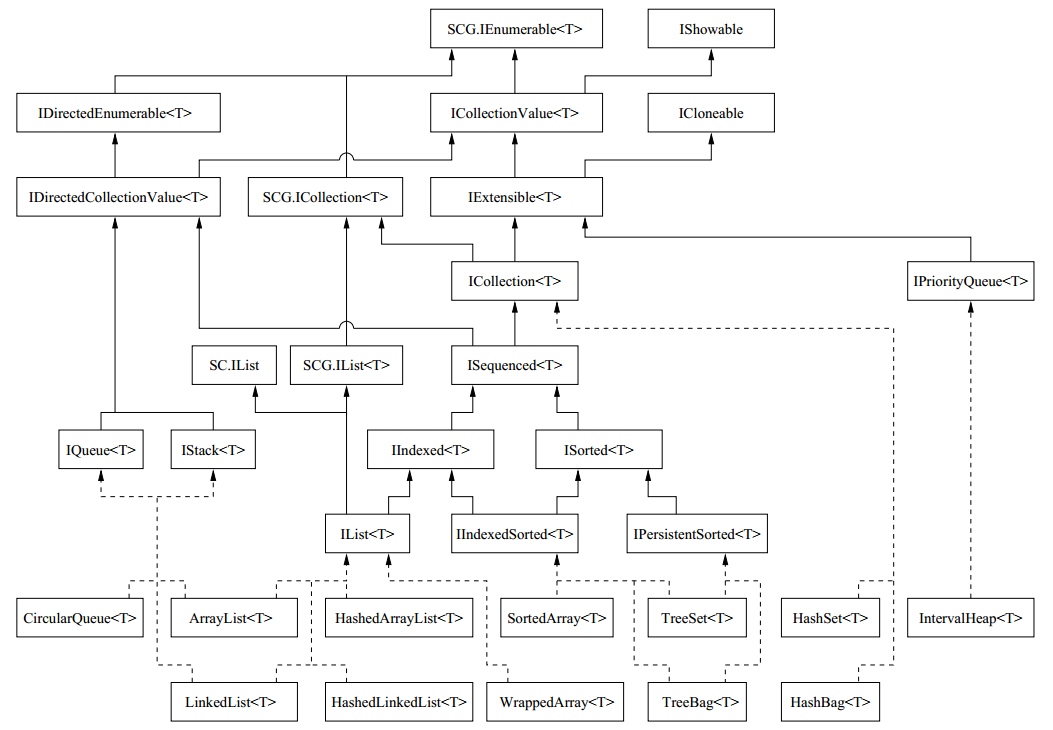 SCG.IEnumerable<T>
IShowable
IDirectedEnumerable<T>
ICollectionValue<T>
ICloneable
IDirectedCollectionValue<T>
SCG.ICollection<T>
IExtensible<T>
ICollection<T>
IPriorityQueue<T>
SC.IList
SCG.IList<T>
ISequenced<T>
IQueue<T>
IStack<T>
IIndexed<T>
ISorted<T>
IList<T>
IIndexedSorted<T>
IPersistentSorted<T>
CircularQueue<T>
ArrayList<T>
HashedArrayList<T>
SortedArray<T>
TreeSet<T>
HashSet<T>
IntervalHeap<T>
LinkedList<T>
HashedLinkedList<T>
WrappedArray<T>
TreeBag<T>
HashBag<T>